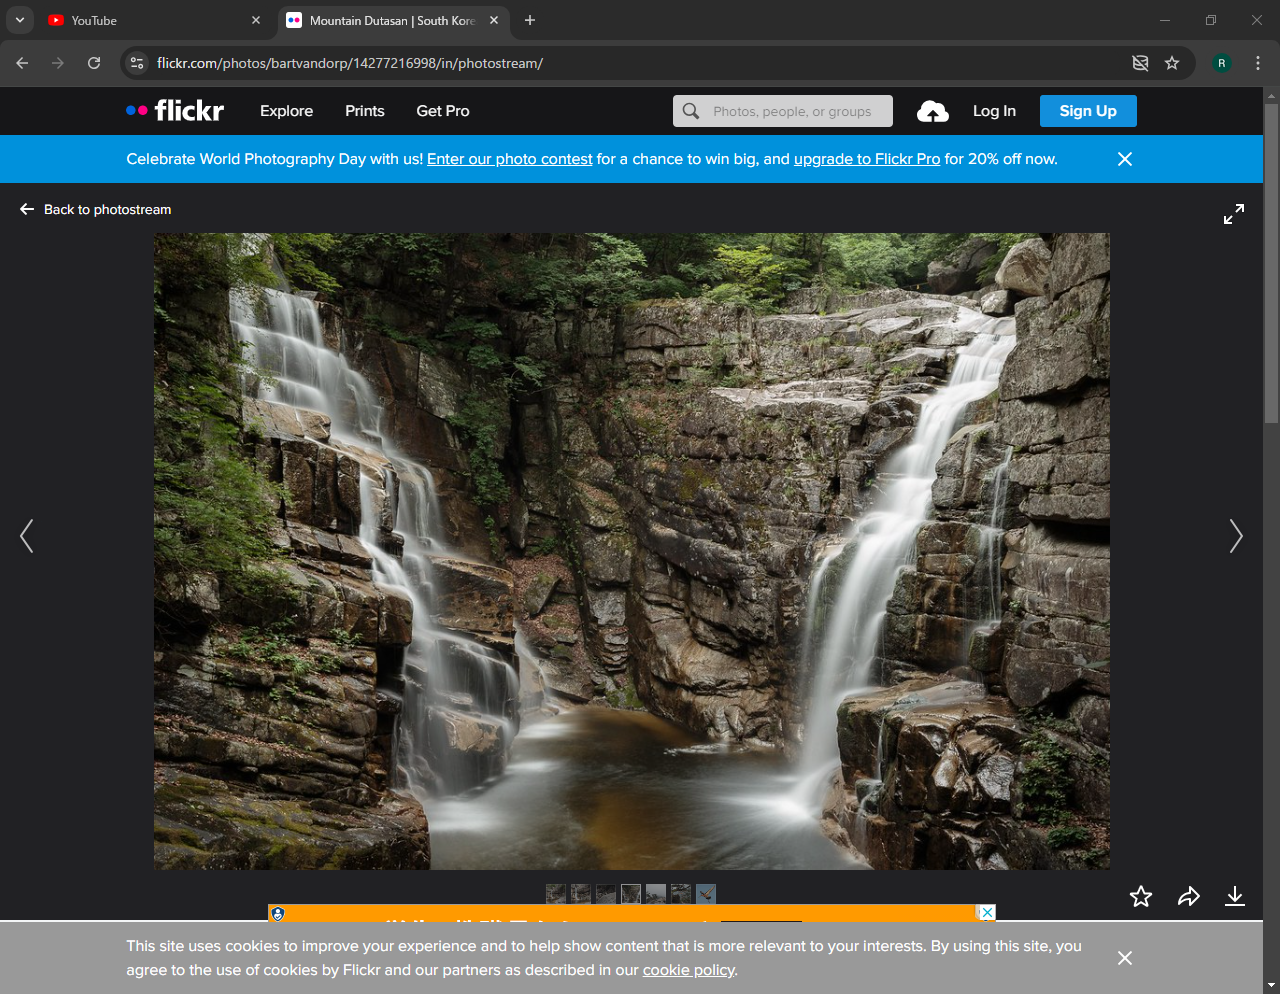 YouTube
Mountain Dutasan | South Kore
flickr.com/photos/bartvandorp/14277216998/in/photostream/
R
flickr
Explore
Prints
Get Pro
Photos, people, or groups
Log In
Sign Up
Celebrate World Photography Day with us! Enter our photo contest for a chance to win big, and upgrade to Flickr Pro for 20% off now.
Back to photostream
This site uses cookies to improve your experience and to help show content that is more relevant to your interests. By using this site, you
agree to the use of cookies by Flickr and our partners as described in our cookie policy.